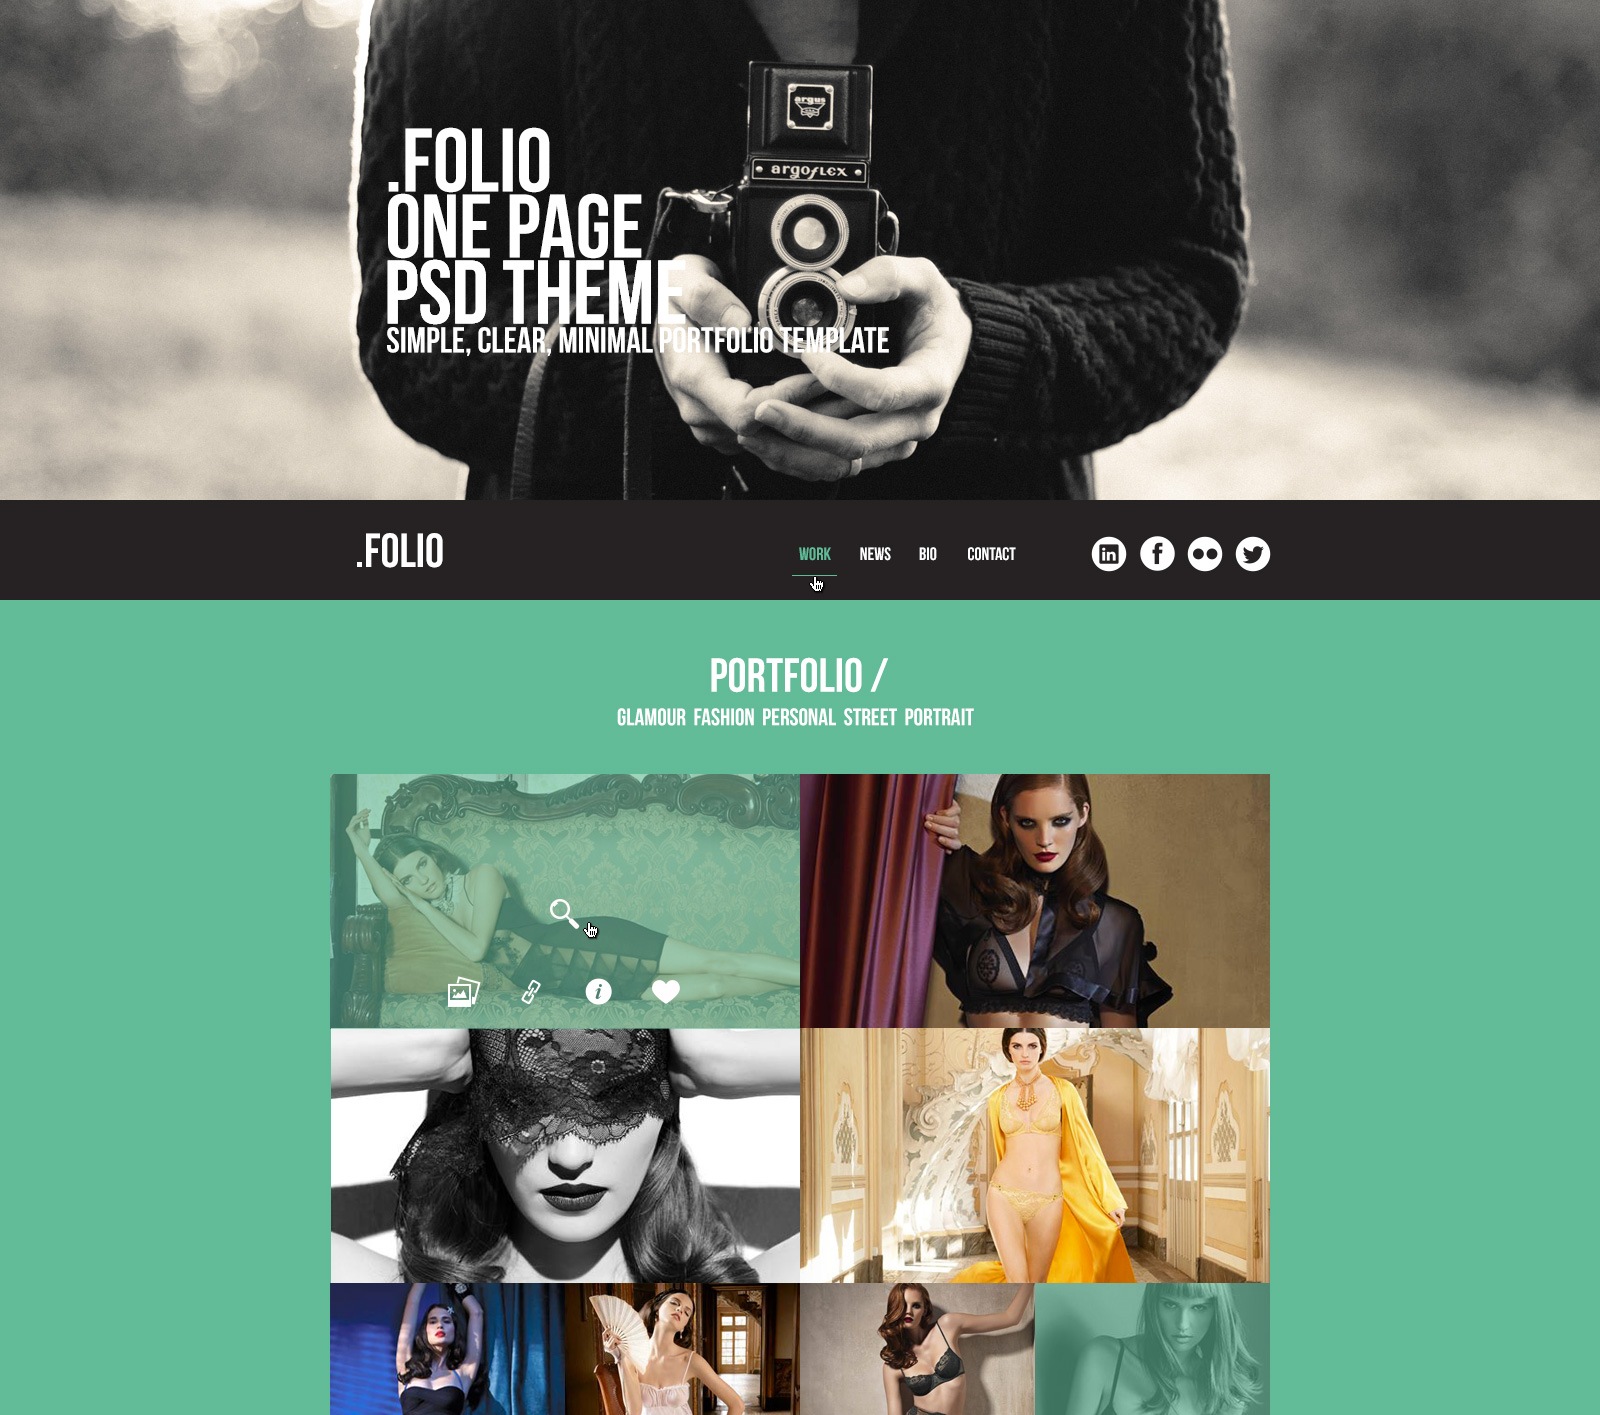 argus
argoflex
.FOLIO
ONE PAGE
PSD THEME
SIMPLE, CLEAR, MINIMAL PORTFOLIO TEMPLATE
.FOLIO
WORK NEWS BIO CONTACT
in f
PORTFOLIO /
GLAMOUR FASHION PERSONAL STREET PORTRAIT
i